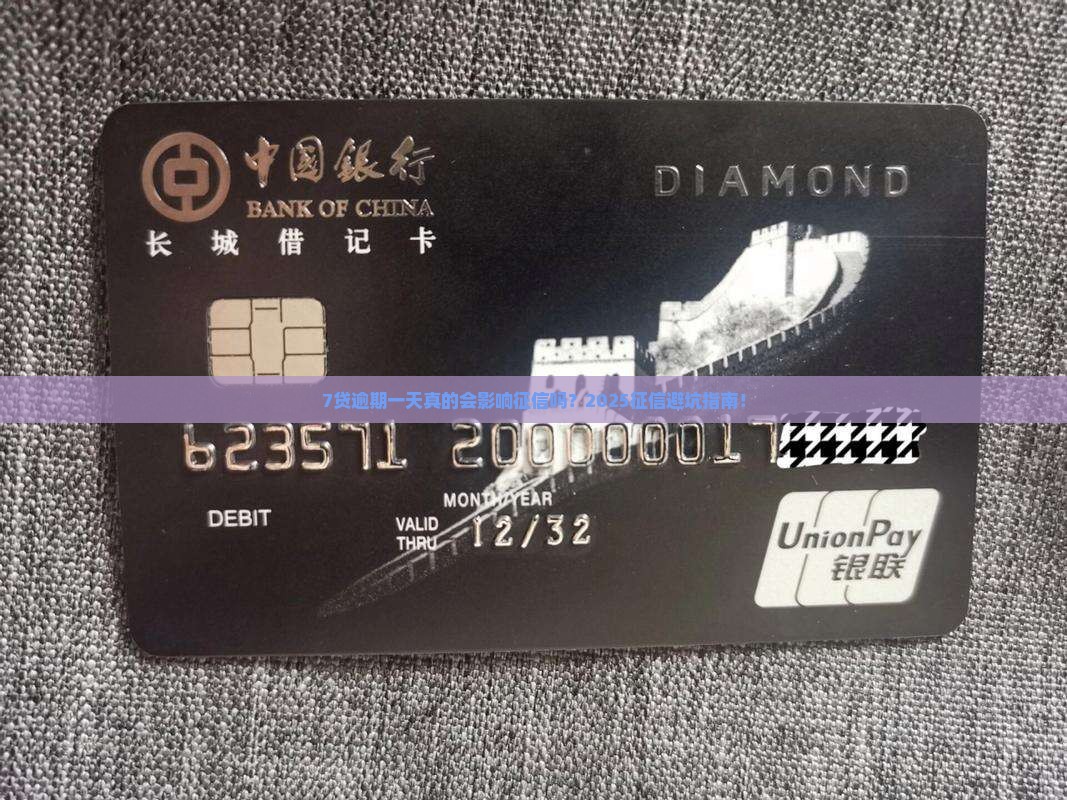 中国銀行
BANK OF CHINA
长城借记卡
DIAMOND
7贷逾期一天真的会影响征信吗？2025征信避坑指南！
623571 200000017
MONTH/YEAR
DEBIT
VALID THRU 12/32
UnionPay
银联